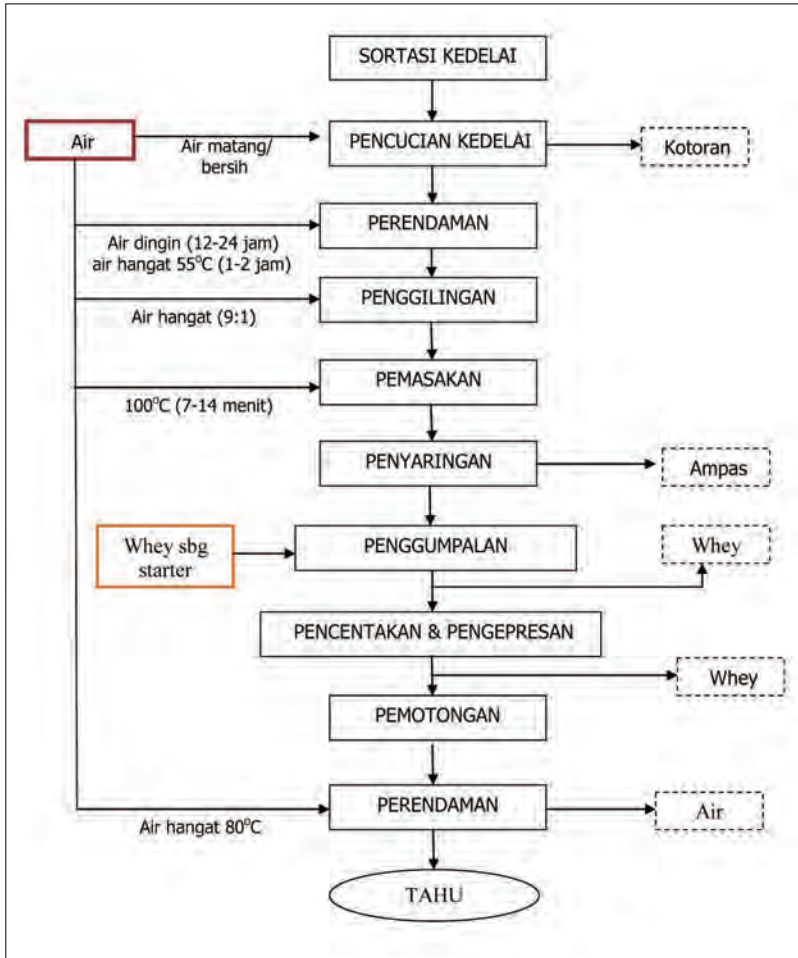 SORTASI KEDELAI
Air
Air matang/
bersih
PENCUCIAN KEDELAI
Kotoran
PERENDAMAN
Air dingin (12-24 jam)
air hangat 55°C (1-2 jam)
PENGGILINGAN
Air hangat (9:1)
PEMASAKAN
100°C (7-14 menit)
PENYARINGAN
Ampas
Whey sbg
starter
PENGGUMPALAN
Whey
PENCENTAKAN & PENGEPRESAN
Whey
PEMOTONGAN
PERENDAMAN
Air
Air hangat 80°C
TAHU